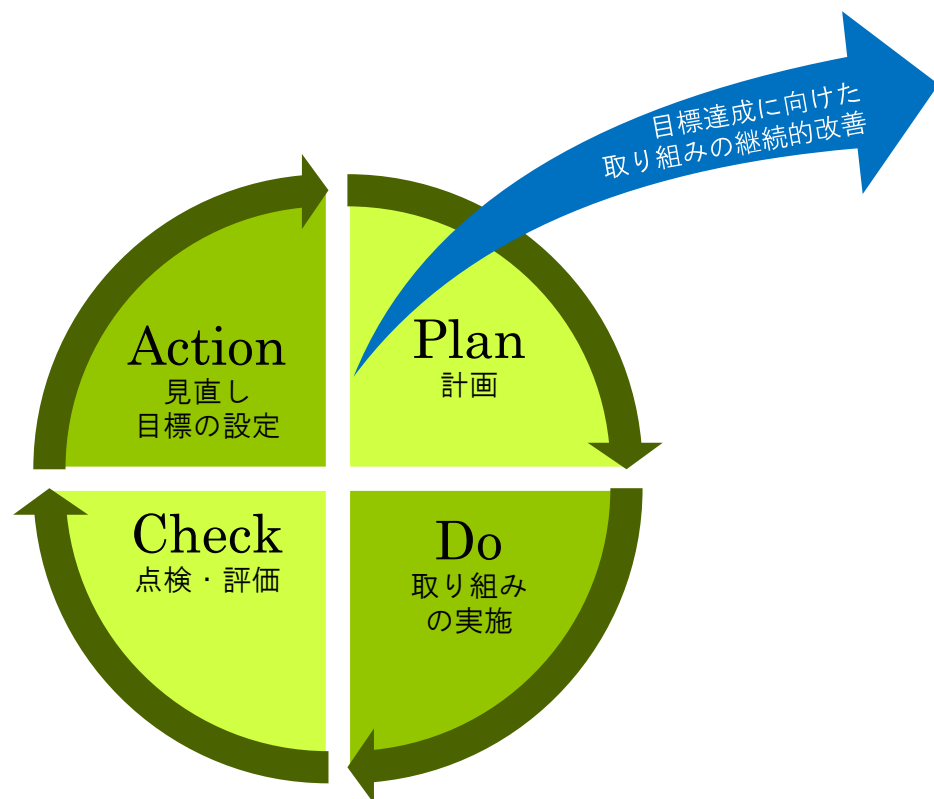 目標達成に向けた
取り組みの継続的改善
Action
見直し
目標の設定
Plan
計画
Check
点検・評価
Do
取り組み
の実施